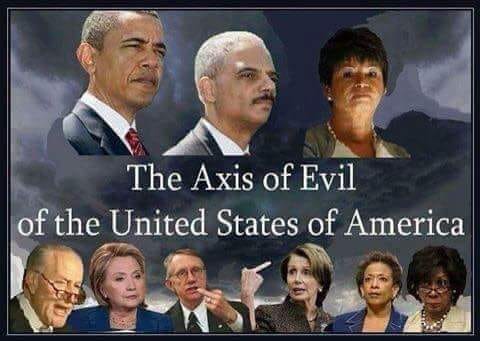 The Axis of Evil
of the United States of America